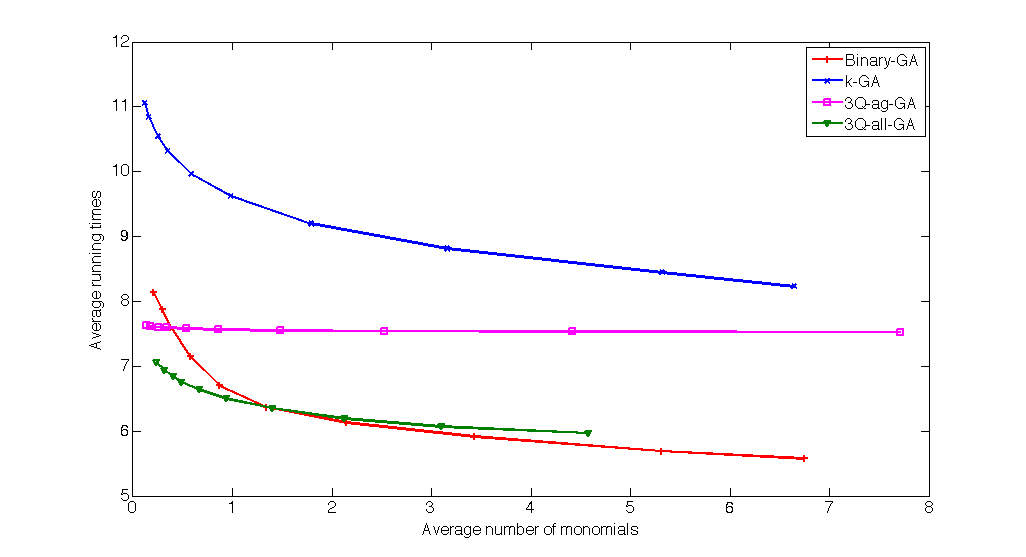 12
11
10
9
8
7
6
5
0 1 2 3 4 5 6 7 8
Average running times
Average number of monomials
Binary-GA
k-GA
3Q-ag-GA
3Q-all-GA